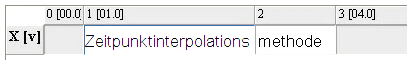 0 [00.0] 1 [01.0] 2 3 [04.0]
X [v] Zeitpunktinterpolations methode